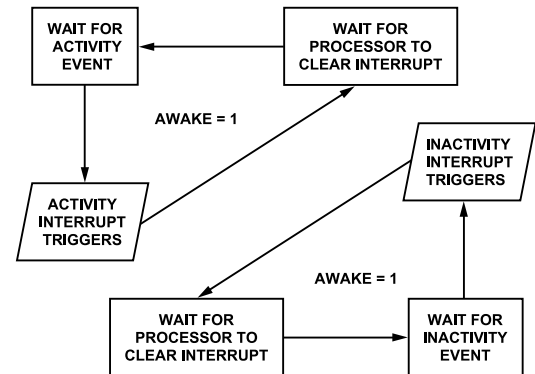 WAIT FOR
ACTIVITY
EVENT
WAIT FOR
PROCESSOR TO
CLEAR INTERRUPT
AWAKE = 1
ACTIVITY
INTERRUPT
TRIGGERS
INACTIVITY
INTERRUPT
TRIGGERS
AWAKE = 1
WAIT FOR
PROCESSOR TO
CLEAR INTERRUPT
WAIT FOR
INACTIVITY
EVENT